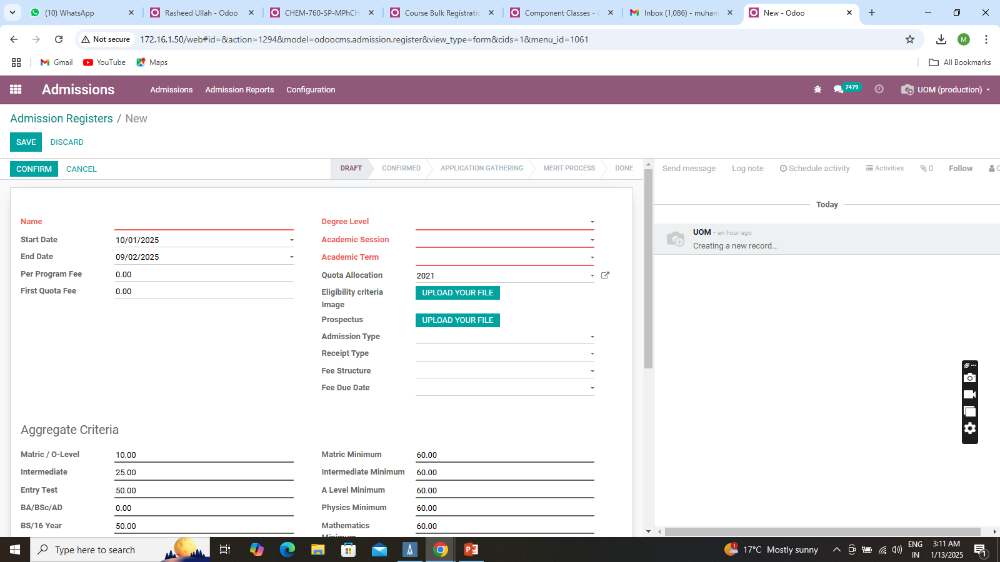 (10) WhatsApp
Rasheed Ullah - Odoo
CHEM-760-SP-MPhCH
Course Bulk Registratio
Component Classes -
Inbox (1,086) - muham
New - Odoo
Not secure
172.16.1.50/web#id=&action=1294&model=odoocms.admission.register&view_type=form&cids=1&menu_id=1061
M
Gmail
YouTube
Maps
All Bookmarks
Admissions
Admissions
Admission Reports
Configuration
7479
UOM (production)
Admission Registers / New
SAVE
DISCARD
CONFIRM
CANCEL
DRAFT
CONFIRMED
APPLICATION GATHERING
MERIT PROCESS
DONE
Send message
Log note
Schedule activity
Activities
0
Follow
0
Today
UOM - an hour ago
Creating a new record...
Name
Start Date 10/01/2025
End Date 09/02/2025
Per Program Fee 0.00
First Quota Fee 0.00
Degree Level
Academic Session
Academic Term
Quota Allocation 2021
Eligibility criteria
Image
UPLOAD YOUR FILE
Prospectus UPLOAD YOUR FILE
Admission Type
Receipt Type
Fee Structure
Fee Due Date
Aggregate Criteria
Matric / O-Level 10.00
Intermediate 25.00
Entry Test 50.00
BA/BSc/AD 0.00
BS/16 Year 50.00
Matric Minimum 60.00
Intermediate Minimum 60.00
A Level Minimum 60.00
Physics Minimum 60.00
Mathematics 60.00
Minimum
Type here to search
1
17°C Mostly sunny
ENG
IN
3:11 AM
1/13/2025
1